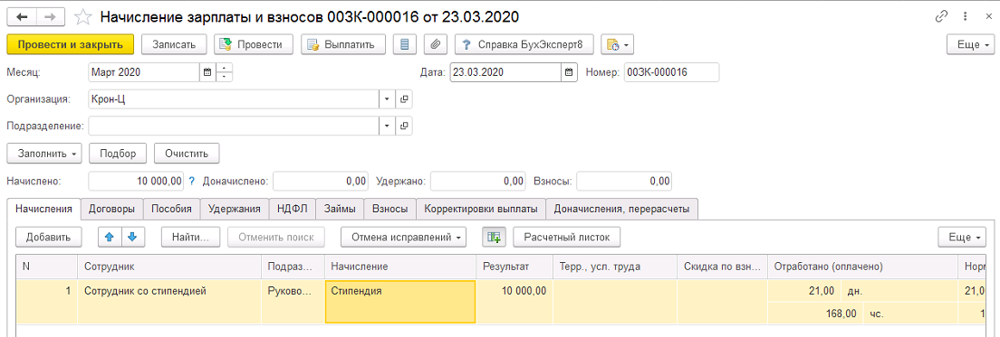 Начисление зарплаты и взносов 00ЗК-000016 от 23.03.2020
Провести и закрыть Записать Провести Выплатить ? Справка БухЭксперт8 Еще
Месяц: Март 2020 Дата: 23.03.2020 Номер: 00ЗК-000016
Организация: Крон-Ц
Подразделение:
Заполнить Подбор Очистить
Начислено: 10 000,00 ? Доначислено: 0,00 Удержано: 0,00 Взносы: 0,00
Начисления Договоры Пособия Удержания НДФЛ Займы Взносы Корректировки выплаты Доначисления, перерасчеты
Добавить Найти... Отменить поиск Отмена исправлений Расчетный листок Еще
N Сотрудник Подраз... Начисление Результат Терр., усл. труда Скидка по взн... Отработано (оплачено) Норм
1 Сотрудник со стипендией Руково... Стипендия 10 000,00 21,00 дн. 21,0
168,00 чс. 1